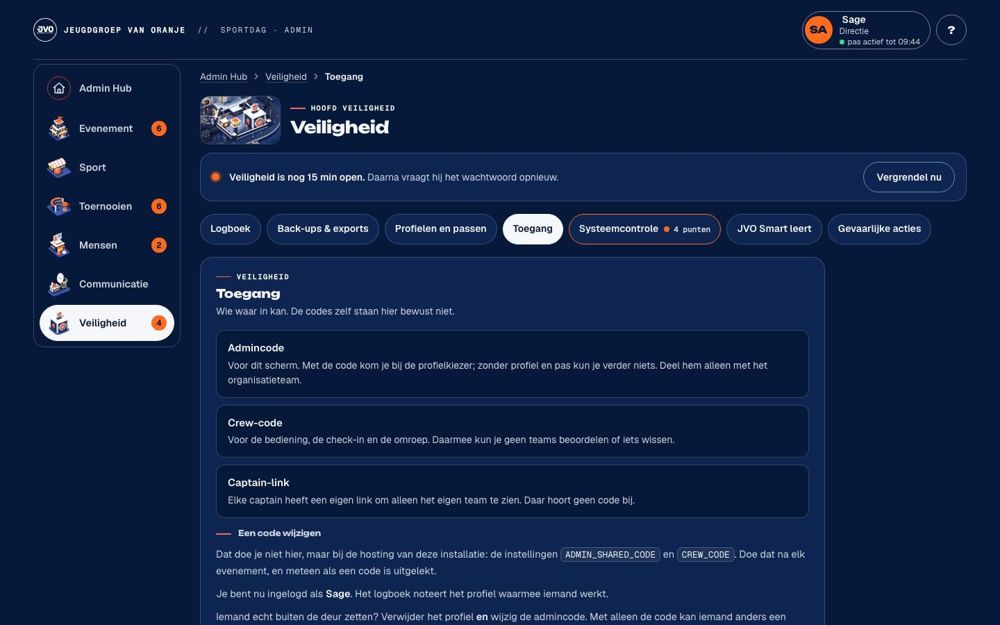 JVO JEUGDGROEP VAN ORANJE // SPORTDAG · ADMIN
SA Sage
Directie
pas actief tot 09:44
?
Admin Hub
Evenement 6
Sport
Toernooien 6
Mensen 2
Communicatie
Veiligheid 4
Admin Hub > Veiligheid > Toegang
HOOFD VEILIGHEID
Veiligheid
Veiligheid is nog 15 min open. Daarna vraagt hij het wachtwoord opnieuw.
Vergrendel nu
Logboek
Back-ups & exports
Profielen en passen
Toegang
Systeemcontrole 4 punten
JVO Smart leert
Gevaarlijke acties
VEILIGHEID
Toegang
Wie waar in kan. De codes zelf staan hier bewust niet.
Admincode
Voor dit scherm. Met de code kom je bij de profielkiezer; zonder profiel en pas kun je verder niets. Deel hem alleen met het
organisatieteam.
Crew-code
Voor de bediening, de check-in en de omroep. Daarmee kun je geen teams beoordelen of iets wissen.
Captain-link
Elke captain heeft een eigen link om alleen het eigen team te zien. Daar hoort geen code bij.
Een code wijzigen
Dat doe je niet hier, maar bij de hosting van deze installatie: de instellingen ADMIN_SHARED_CODE en CREW_CODE. Doe dat na elk
evenement, en meteen als een code is uitgelekt.
Je bent nu ingelogd als Sage. Het logboek noteert het profiel waarmee iemand werkt.
Iemand echt buiten de deur zetten? Verwijder het profiel en wijzig de admincode. Met alleen de code kan iemand anders een